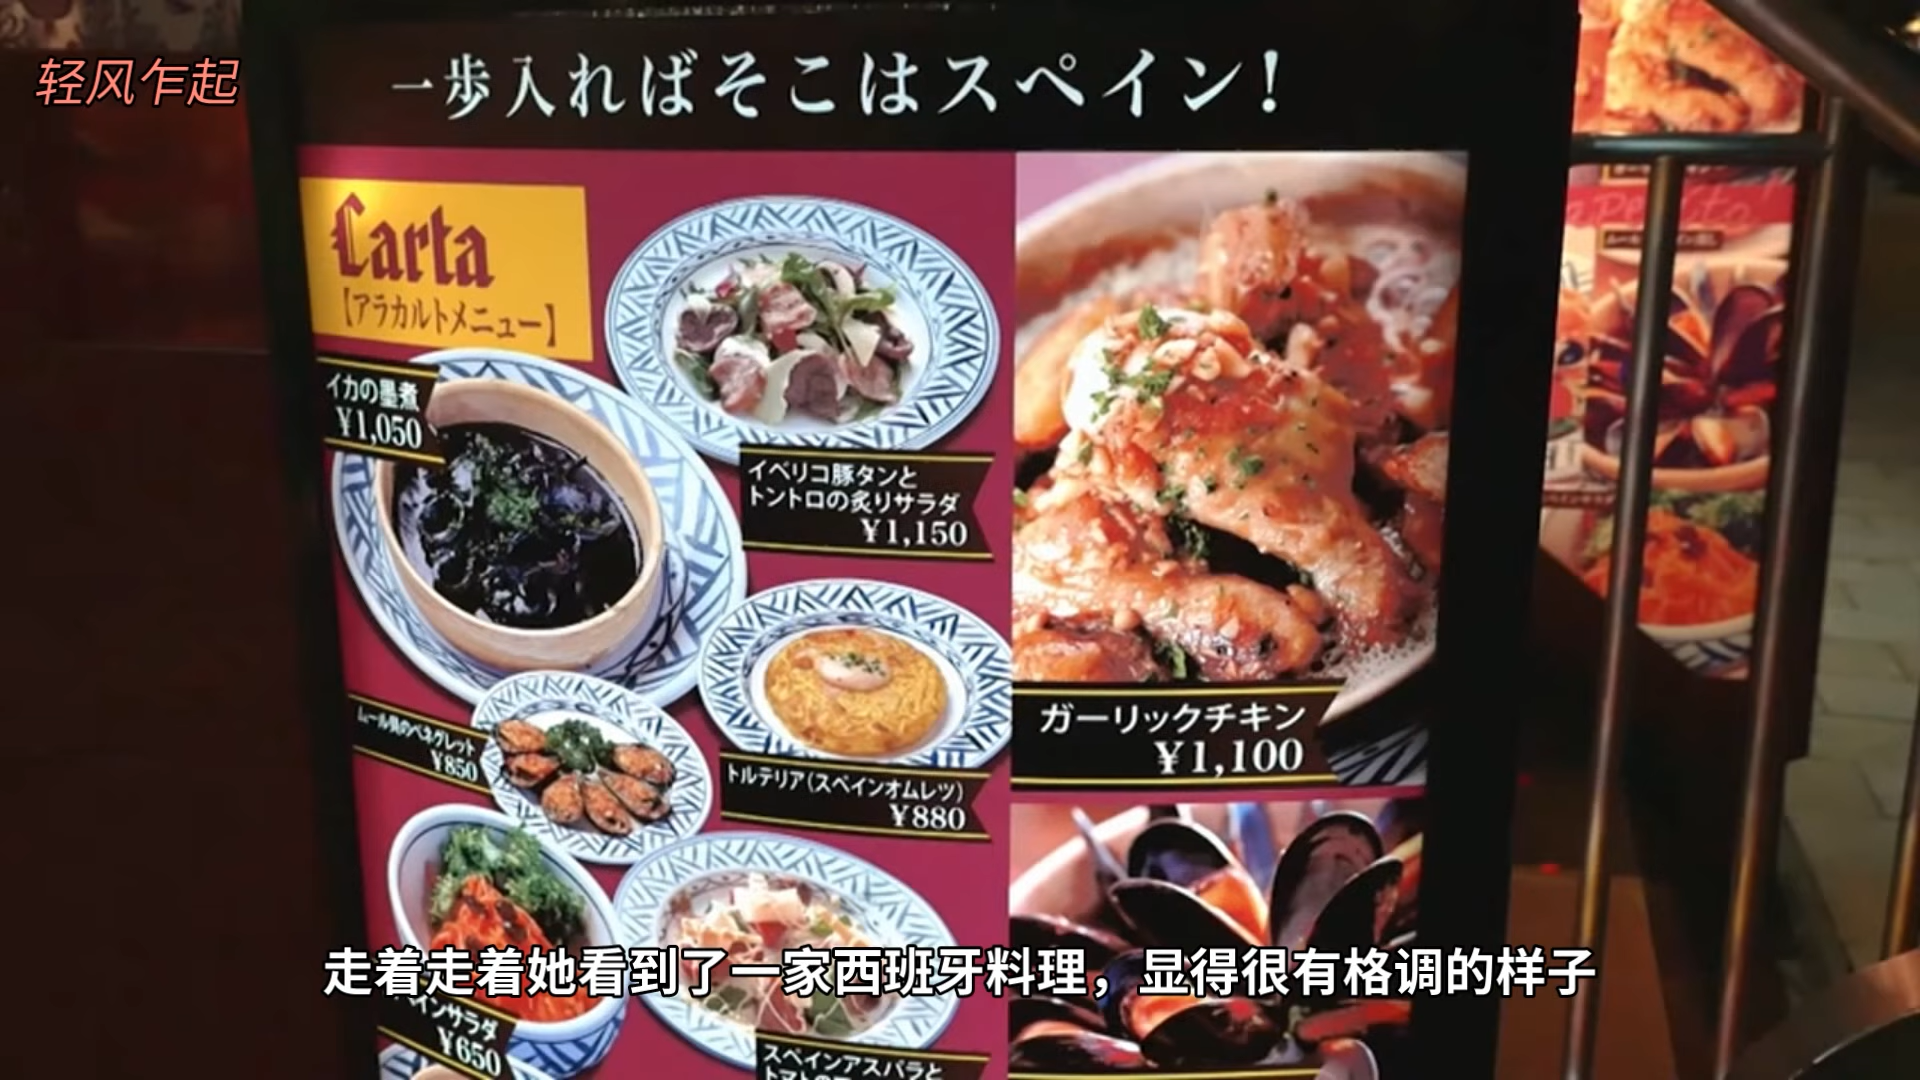 轻风乍起
一歩入ればそこはスペイン!
Carta
【アラカルトメニュー】
イカの墨煮
¥1,050
イベリコ豚タンと
トントロの炙りサラダ
¥1,150
ムール貝のベネグレット
¥850
トルテリア(スペインオムレツ)
¥880
ガーリックチキン
¥1,100
走着走着她看到了一家西班牙料理，显得很有格调的样子
インサラダ
¥650
スペインアスパラと